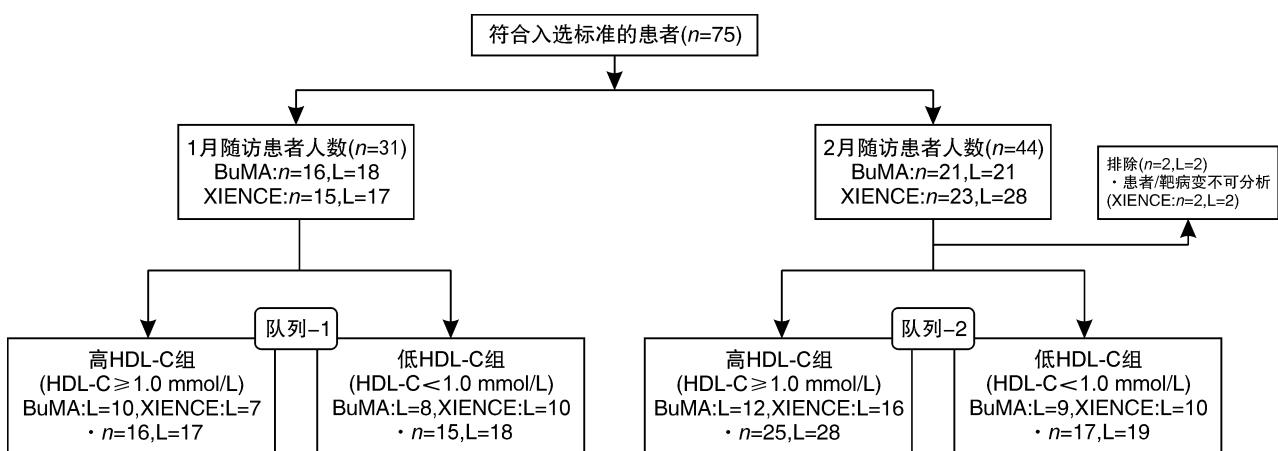 符合入选标准的患者(n=75)
1月随访患者人数(n=31)
BuMA:n=16,L=18
XIENCE:n=15,L=17
2月随访患者人数(n=44)
BuMA:n=21,L=21
XIENCE:n=23,L=28
排除(n=2,L=2)
·患者/靶病变不可分析
(XIENCE:n=2,L=2)
队列-1
高HDL-C组
(HDL-C≥1.0 mmol/L)
BuMA:L=10,XIENCE:L=7
·n=16,L=17
低HDL-C组
(HDL-C<1.0 mmol/L)
BuMA:L=8,XIENCE:L=10
·n=15,L=18
队列-2
高HDL-C组
(HDL-C≥1.0 mmol/L)
BuMA:L=12,XIENCE:L=16
·n=25,L=28
低HDL-C组
(HDL-C<1.0 mmol/L)
BuMA:L=9,XIENCE:L=10
·n=17,L=19